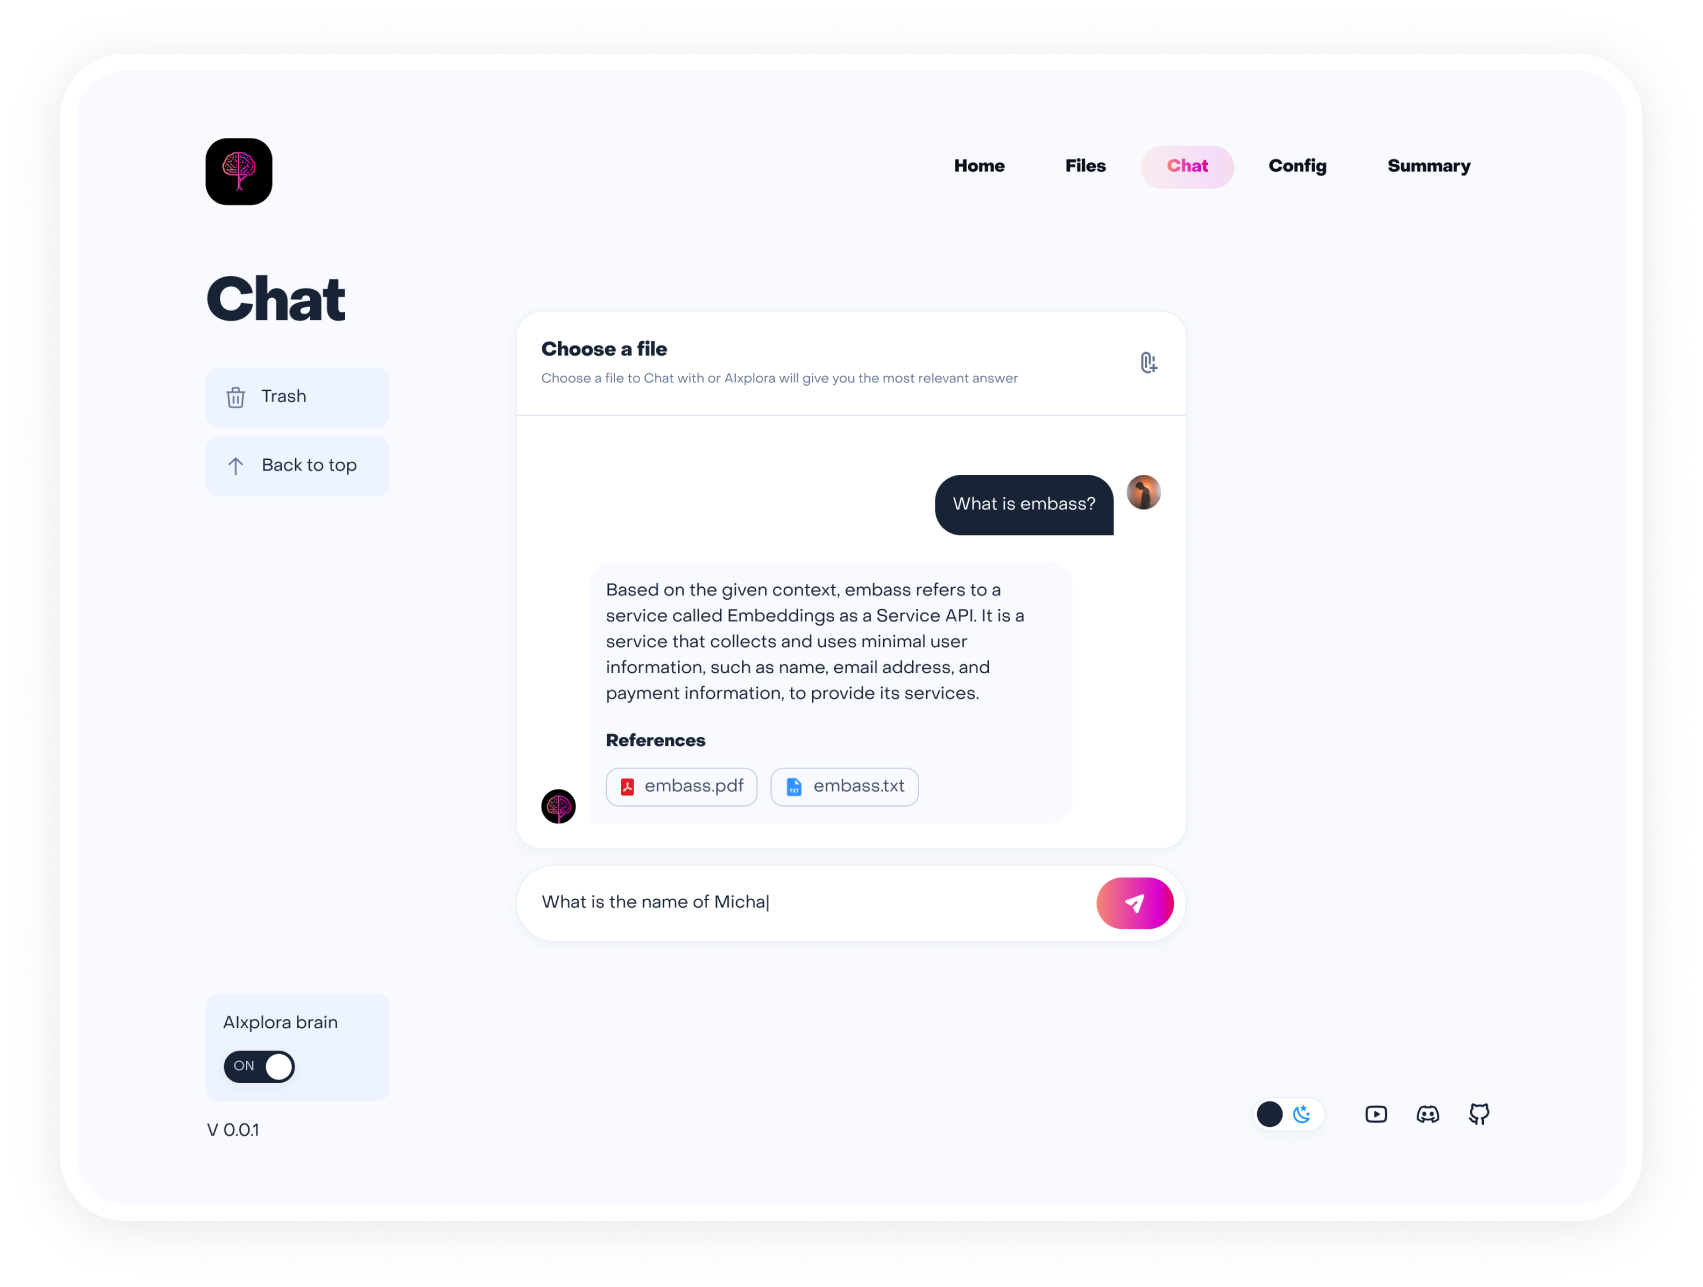 Home
Files
Chat
Config
Summary
Chat
Trash
Back to top
Choose a file
Choose a file to Chat with or AIxplora will give you the most relevant answer
What is embass?
Based on the given context, embass refers to a
service called Embeddings as a Service API. It is a
service that collects and uses minimal user
information, such as name, email address, and
payment information, to provide its services.
References
embass.pdf
TXT
embass.txt
What is the name of Micha|
AIxplora brain
ON
V 0.0.1